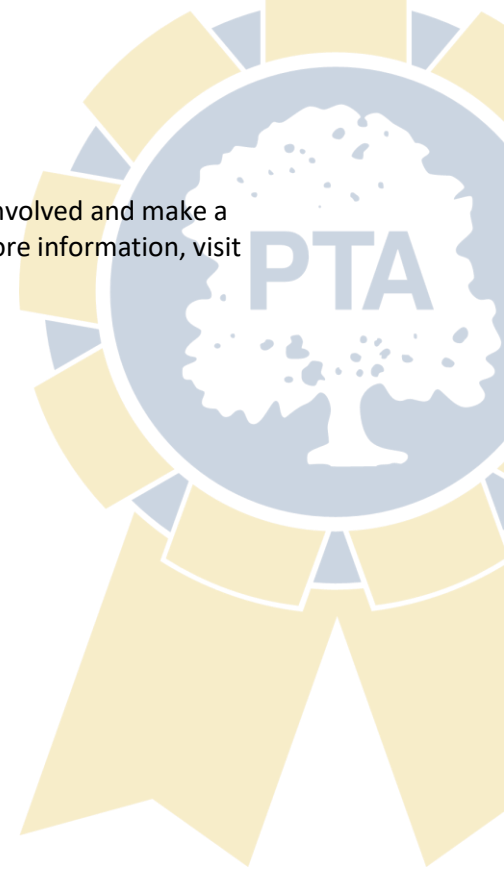 nvolved and make a
ore information, visit
PTA